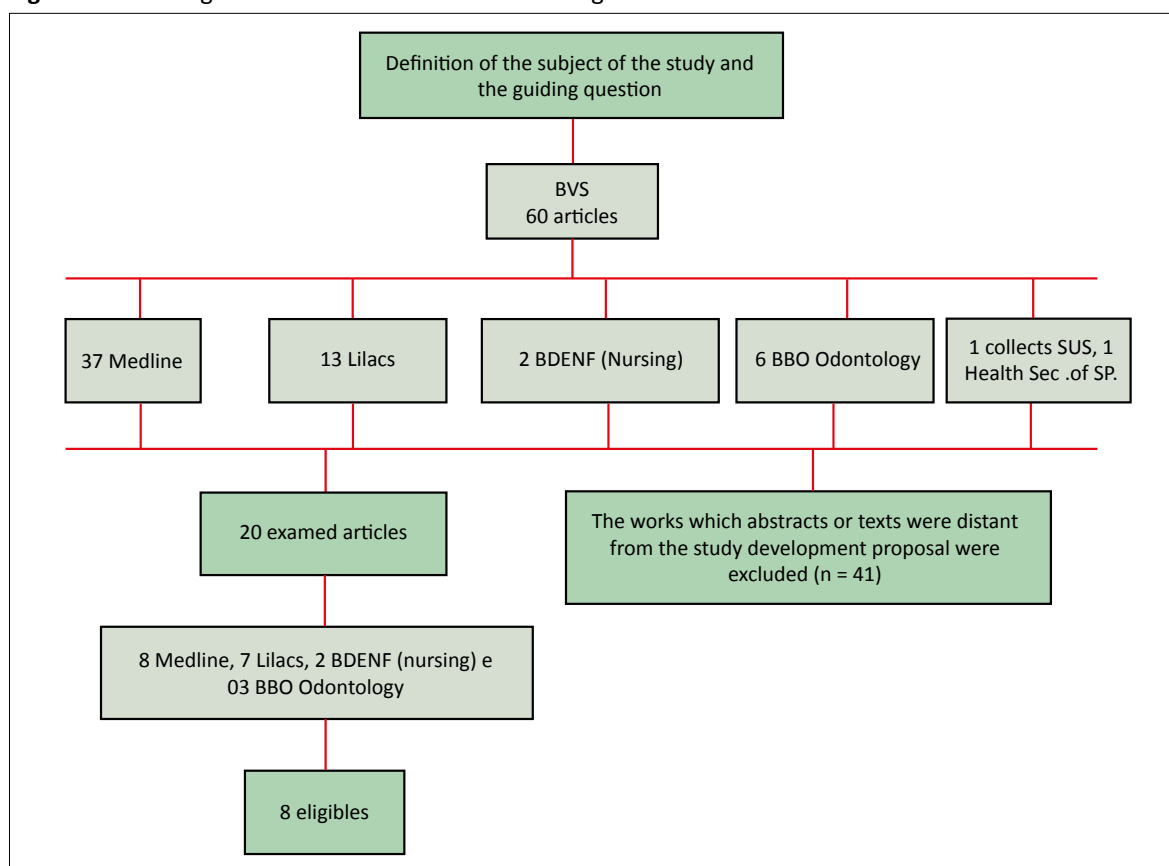 Definition of the subject of the study and
the guiding question
BVS
60 articles
37 Medline
13 Lilacs
2 BDENF (Nursing)
6 BBO Odontology
1 collects SUS, 1
Health Sec .of SP.
20 examed articles
The works which abstracts or texts were distant
from the study development proposal were
excluded (n = 41)
8 Medline, 7 Lilacs, 2 BDENF (nursing) e
03 BBO Odontology
8 eligibles